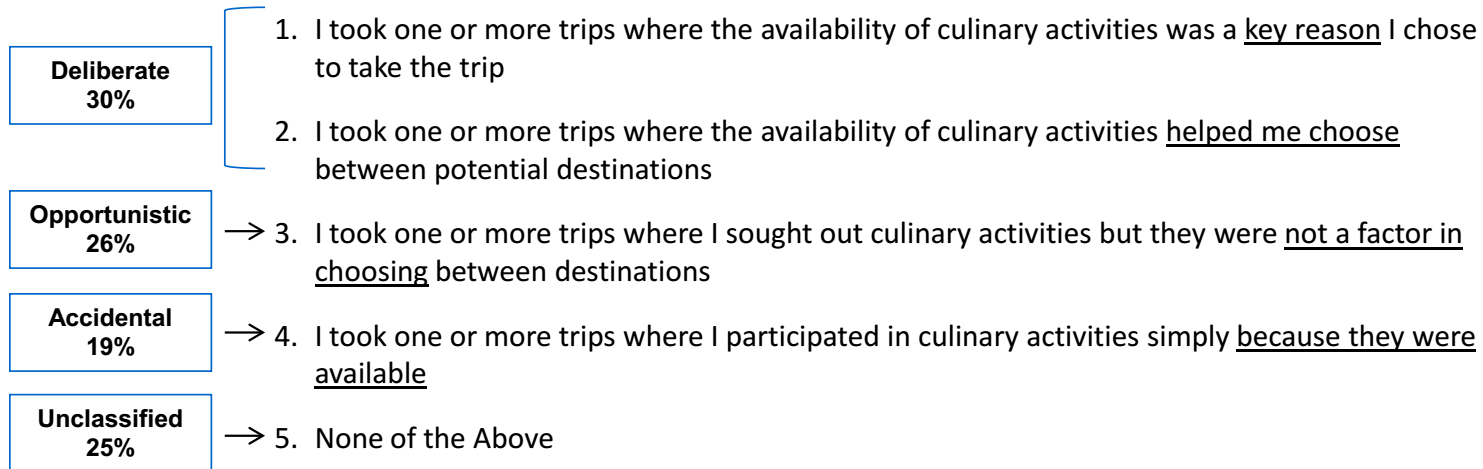 Deliberate
30%
1. I took one or more trips where the availability of culinary activities was a key reason I chose
to take the trip
2. I took one or more trips where the availability of culinary activities helped me choose
between potential destinations
Opportunistic
26%
3. I took one or more trips where I sought out culinary activities but they were not a factor in
choosing between destinations
Accidental
19%
4. I took one or more trips where I participated in culinary activities simply because they were
available
Unclassified
25%
5. None of the Above